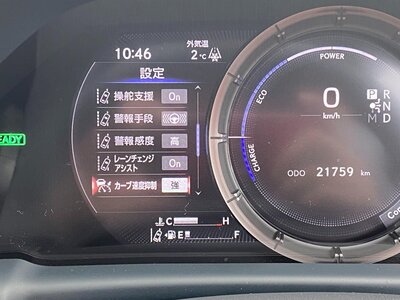 10:46
外気温
2℃
設定
操舵支援 On
警報手段
警報感度 高
レーンチェンジ
アシスト On
カーブ速度抑制 強
C H
E F
READY
POWER
ECO
CHARGE
0
km/h
P R
N
M D
ODO 21759 km